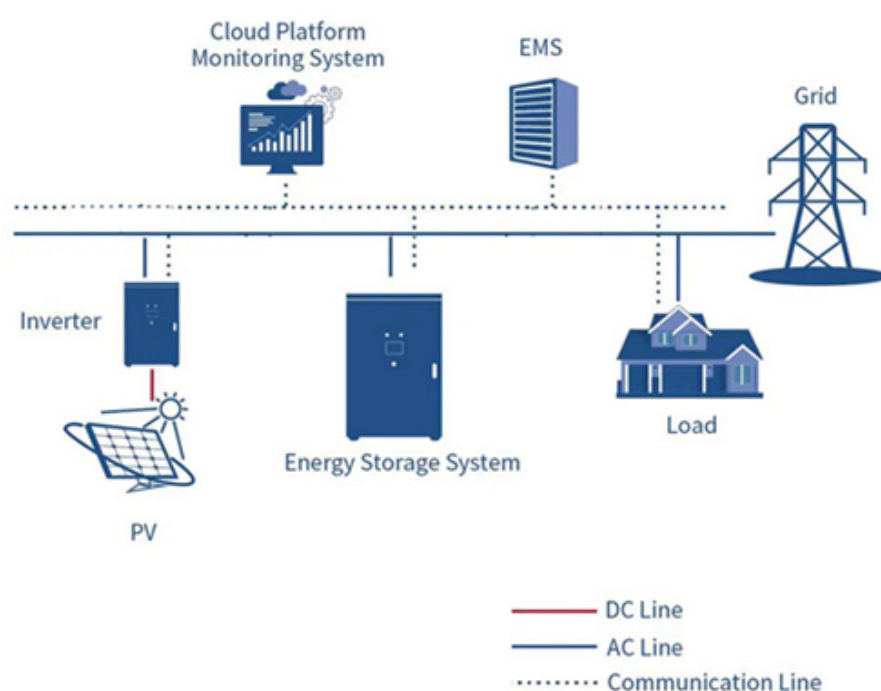 Cloud Platform
Monitoring System
EMS
Grid
Inverter
Energy Storage System
Load
PV
DC Line
AC Line
Communication Line